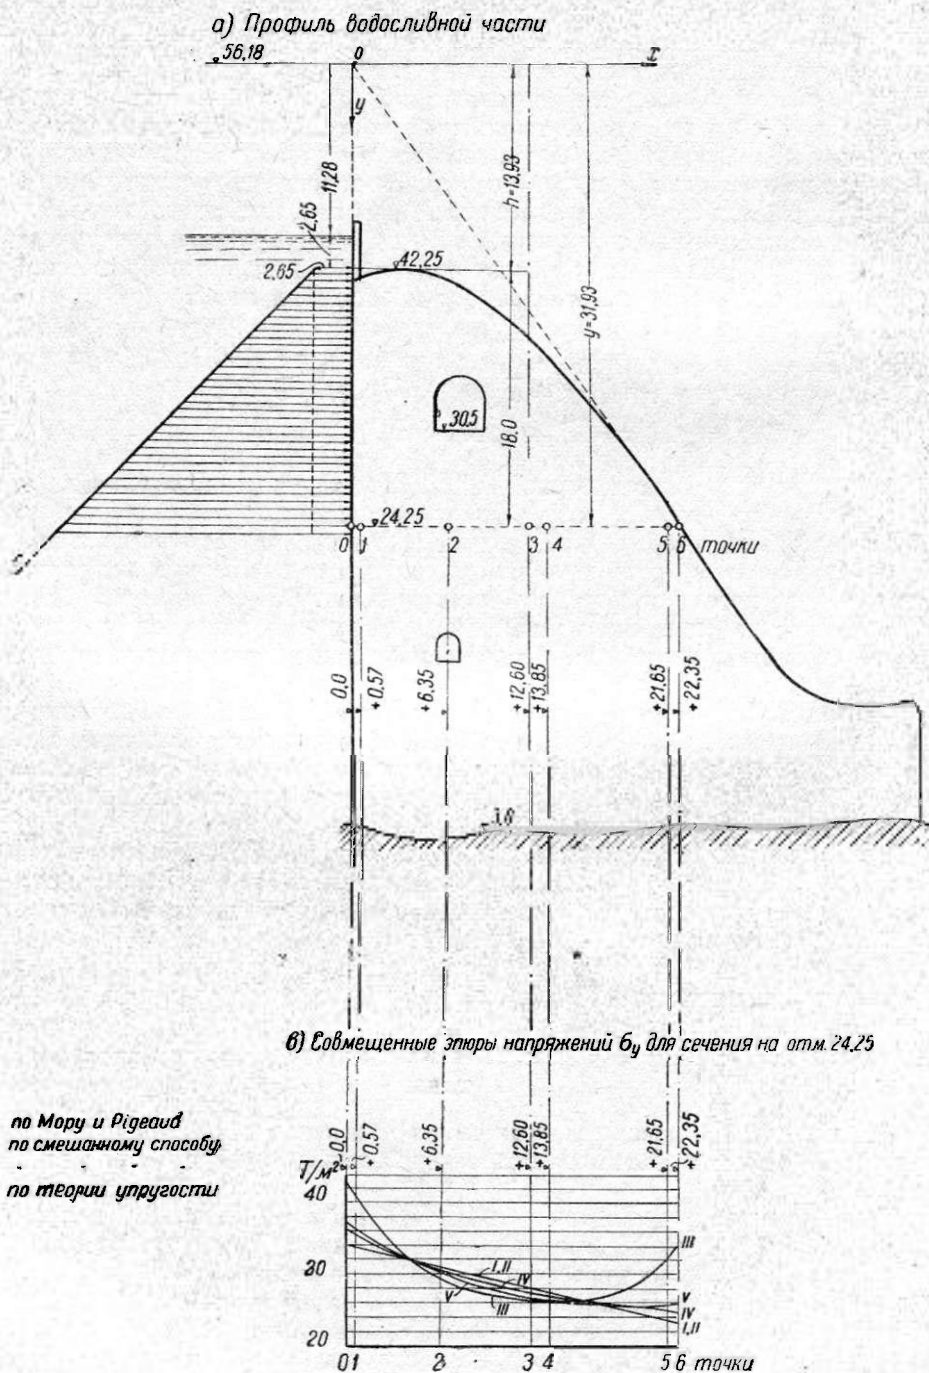 а) Профиль водосливной части
56,18
0
x
y
11,28
2,65
2,65
42,25
h=13,93
y=31,93
18,0
30,5
24,25
0 1 2 3 4 5 6 точки
0,0
+0,57
+6,35
+12,60
+13,85
+21,65
+22,35
в) Совмещенные эпюры напряжений бу для сечения на отм. 24,25
по Мору и Pigeaud
по смешанному способу
" " "
по теории упругости
0,0
+0,57
+6,35
+12,60
+13,85
+21,65
+22,35
Т/м²
40
30
20
I,II
IV
V
III
III
V
IV
I,II
0 1 2 3 4 5 6 точки